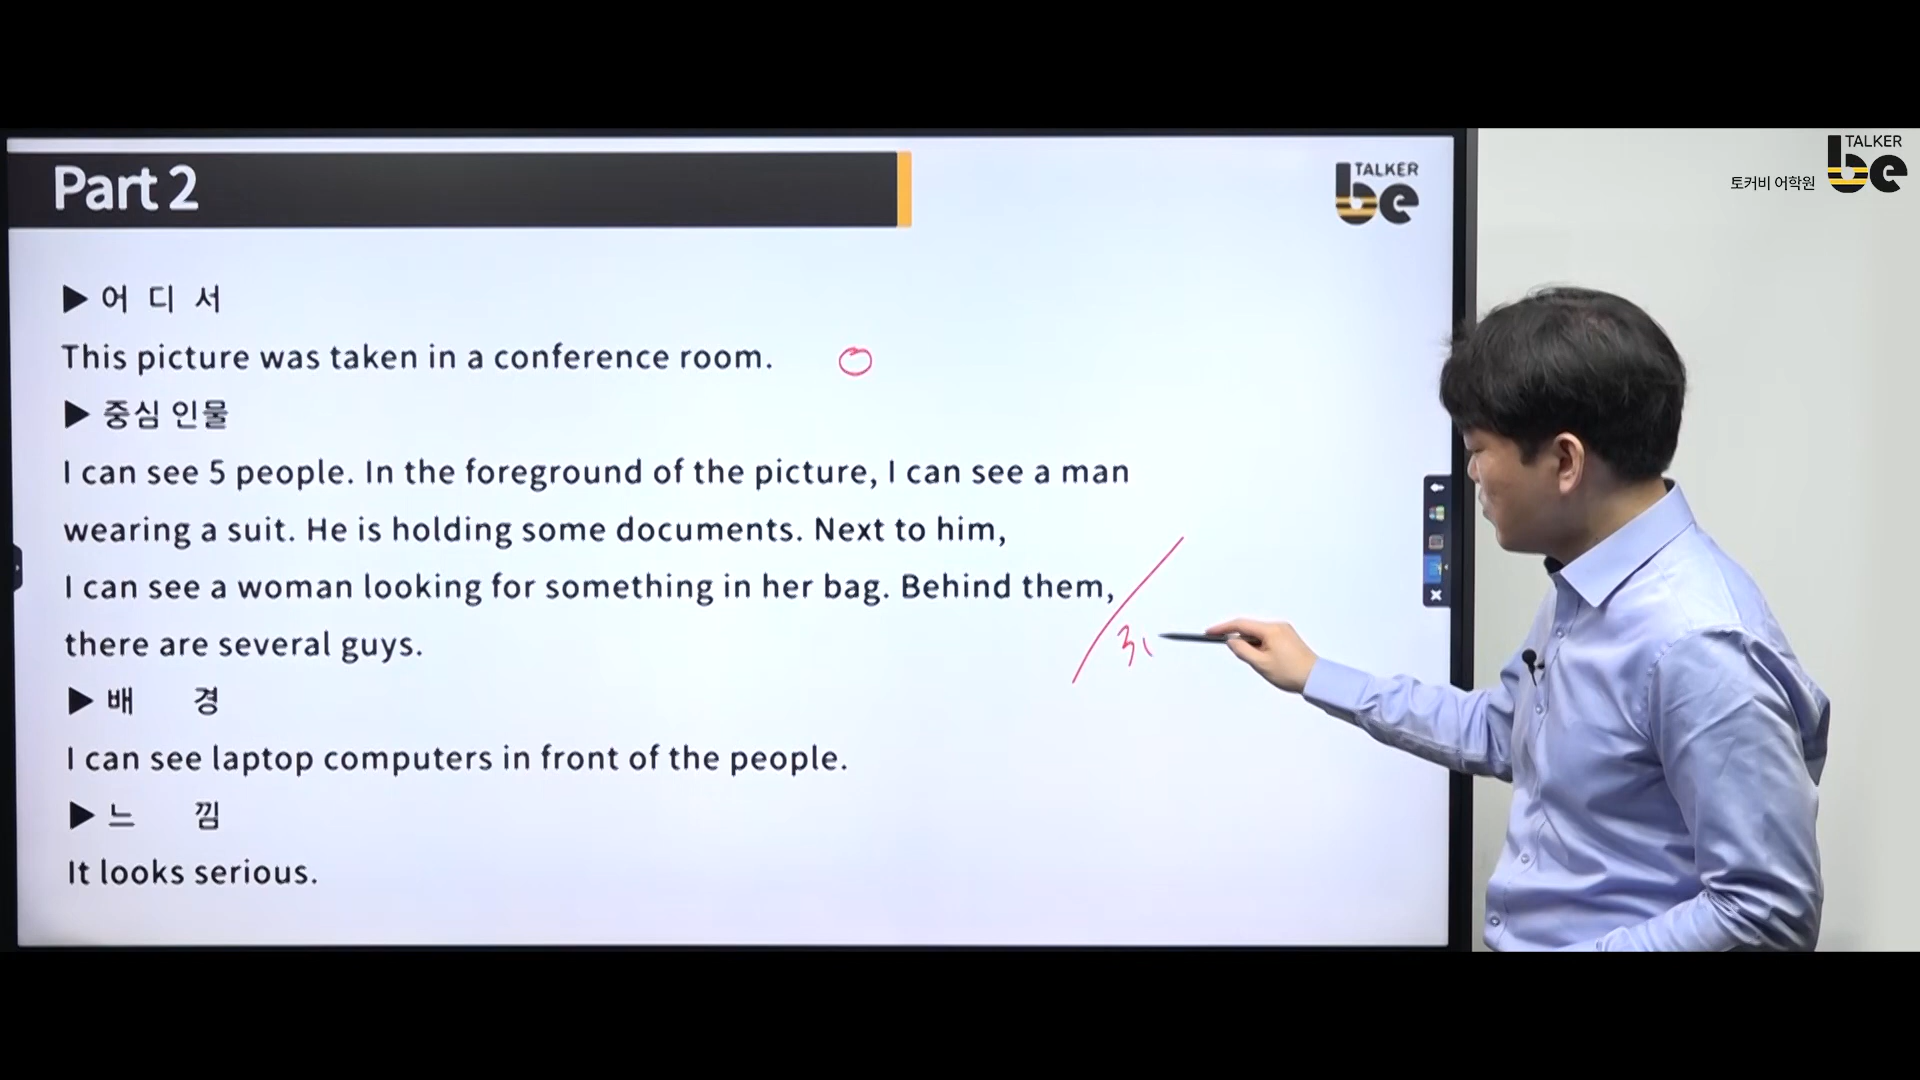 Part 2
TALKER
be
토커비 어학원
TALKER
be
▶ 어 디 서
This picture was taken in a conference room.
▶ 중심 인물
I can see 5 people. In the foreground of the picture, I can see a man
wearing a suit. He is holding some documents. Next to him,
I can see a woman looking for something in her bag. Behind them,
there are several guys.
▶ 배 경
I can see laptop computers in front of the people.
▶ 느 낌
It looks serious.